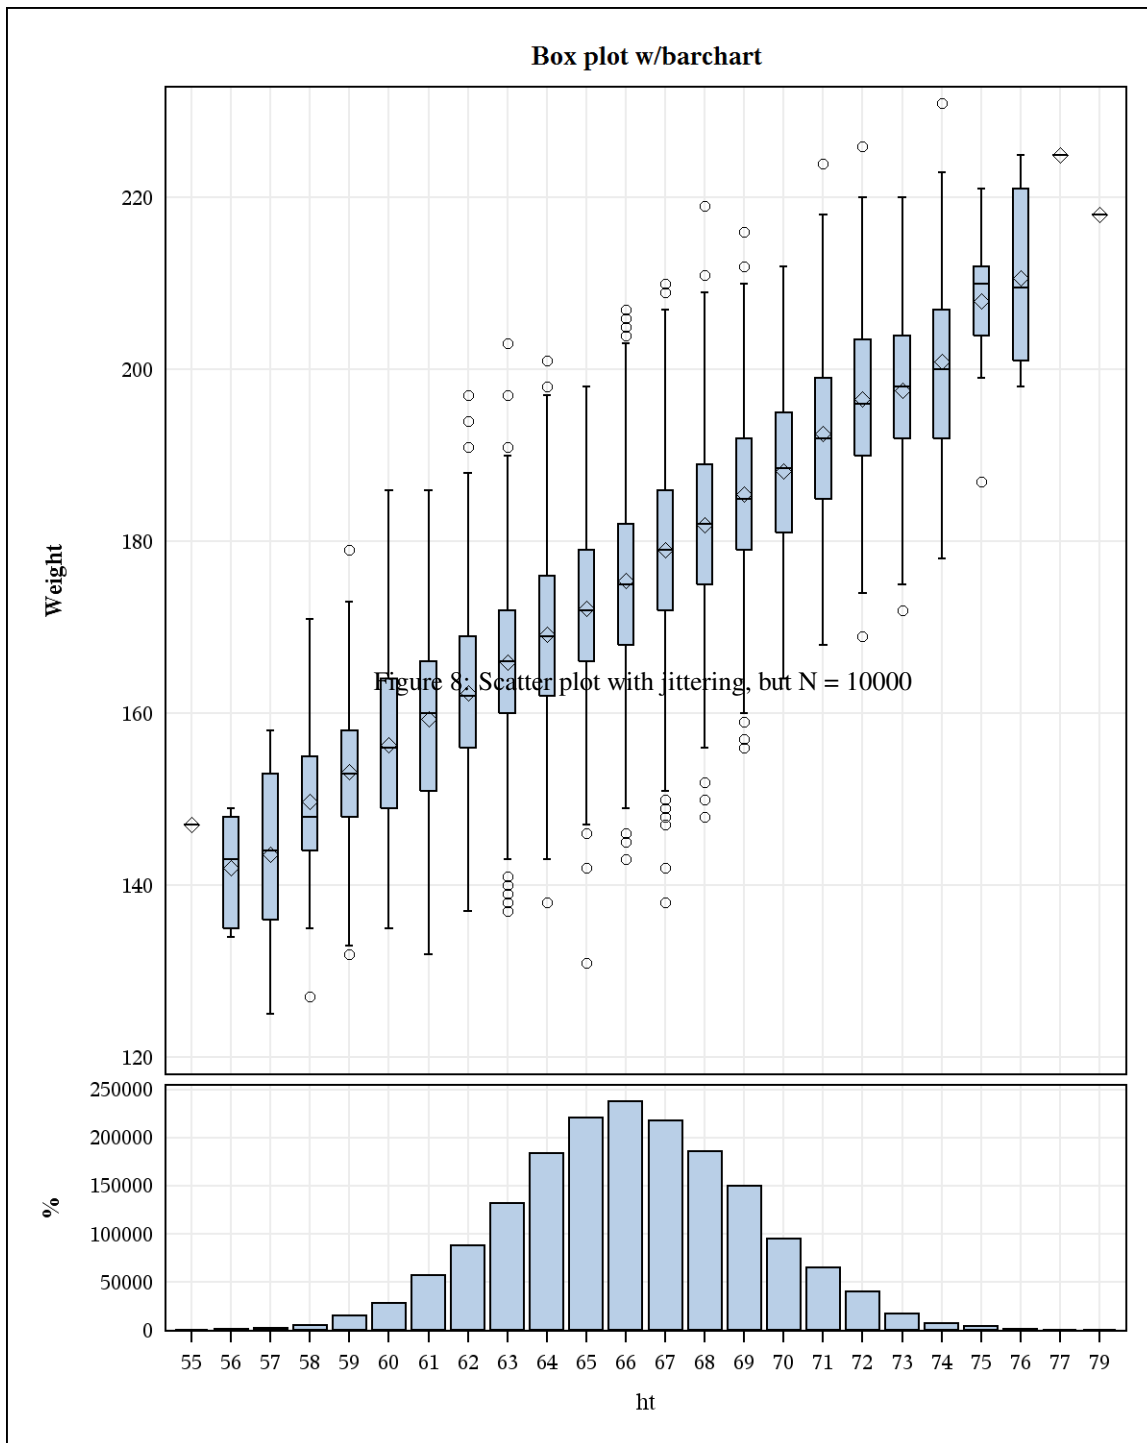 Box plot w/barchart
220
200
180
160
140
120
Weight
Figure 8: Scatter plot with jittering, but N = 10000
250000
200000
150000
100000
50000
0
%
55 56 57 58 59 60 61 62 63 64 65 66 67 68 69 70 71 72 73 74 75 76 77 79
ht